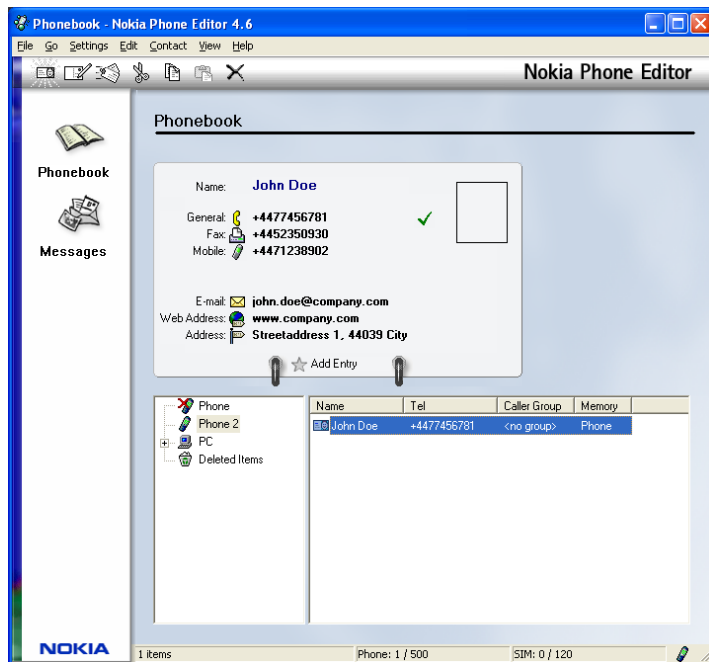 Phonebook - Nokia Phone Editor 4.6
File Go Settings Edit Contact View Help
Nokia Phone Editor
Phonebook
Phonebook
Messages
Name: John Doe
General: +4477456781
Fax: +4452350930
Mobile: +4471238902
E-mail: john.doe@company.com
Web Address: www.company.com
Address: Streetaddress 1, 44039 City
Add Entry
Phone
Phone 2
PC
Deleted Items
Name Tel Caller Group Memory
John Doe +4477456781 <no group> Phone
NOKIA
1 items Phone: 1 / 500 SIM: 0 / 120